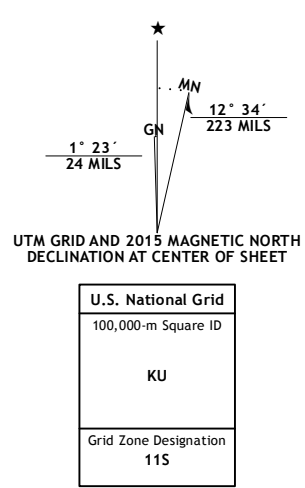 MN
GN
12° 34´
223 MILS
1° 23´
24 MILS
UTM GRID AND 2015 MAGNETIC NORTH
DECLINATION AT CENTER OF SHEET
U.S. National Grid
100,000-m Square ID
KU
Grid Zone Designation
11S